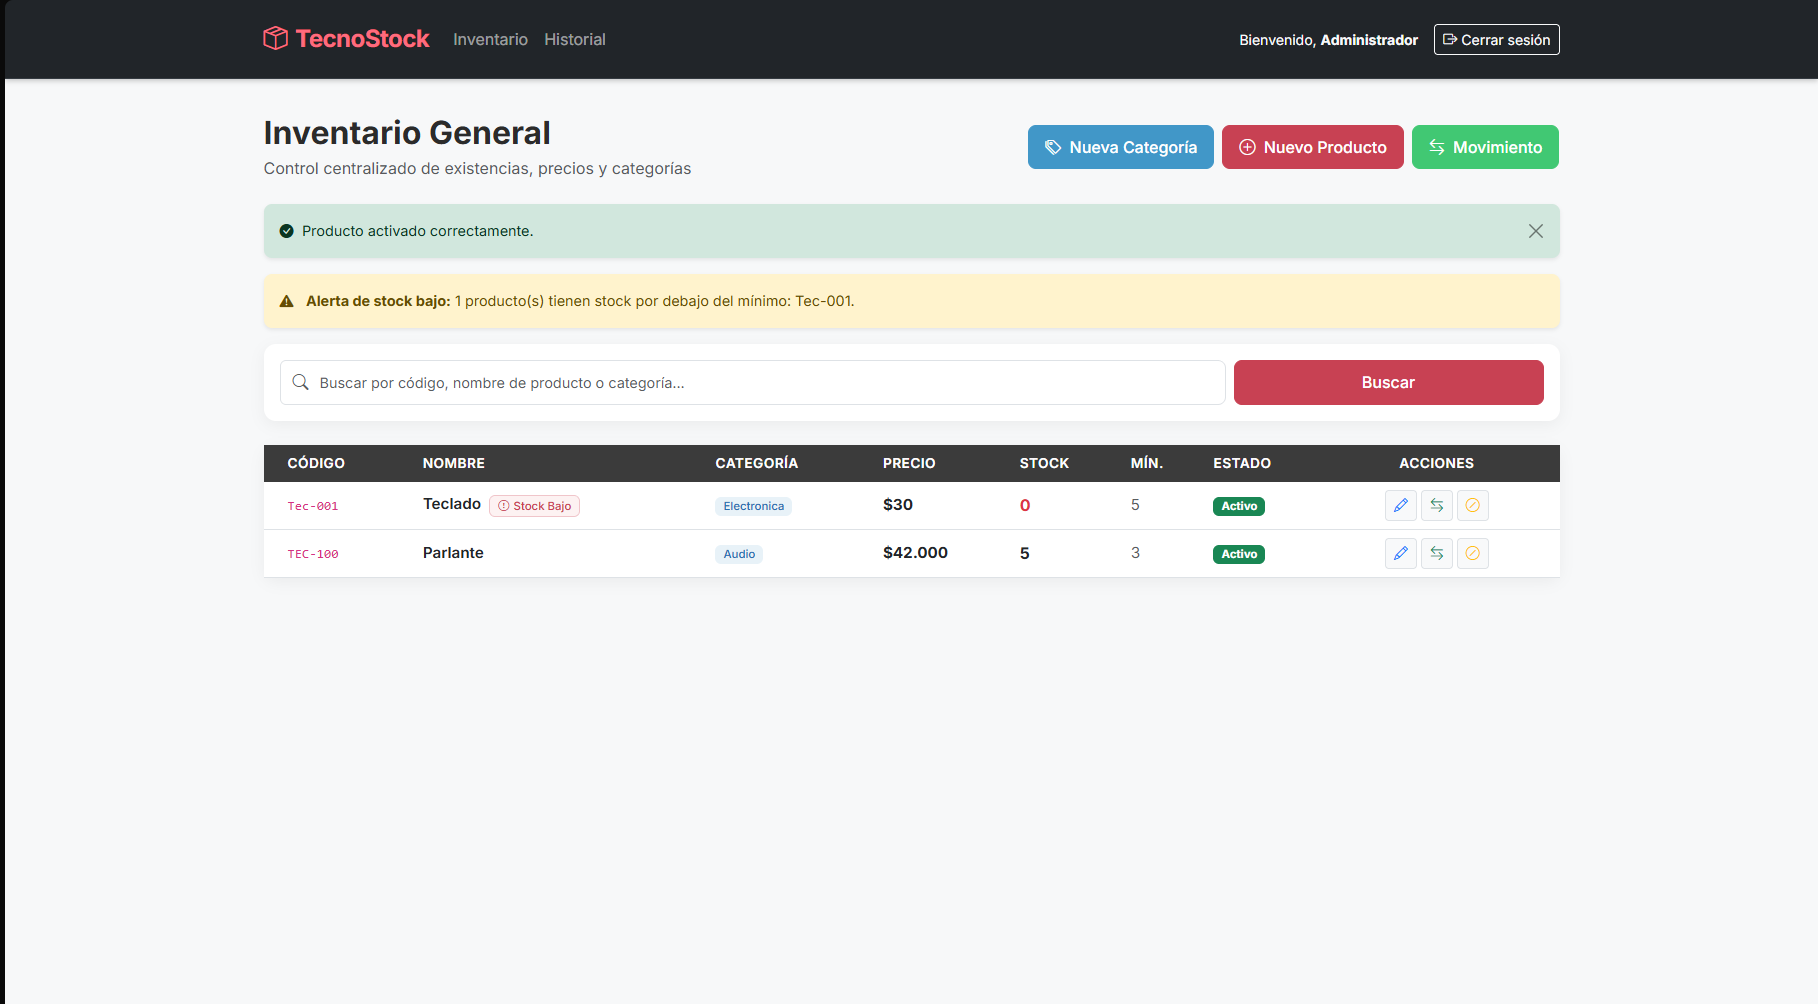 TecnoStock Inventario Historial Bienvenido, Administrador Cerrar sesión
Inventario General
Control centralizado de existencias, precios y categorías
Nueva Categoría Nuevo Producto Movimiento
Producto activado correctamente.
Alerta de stock bajo: 1 producto(s) tienen stock por debajo del mínimo: Tec-001.
Buscar por código, nombre de producto o categoría... Buscar
CÓDIGO NOMBRE CATEGORÍA PRECIO STOCK MÍN. ESTADO ACCIONES
Tec-001 Teclado Stock Bajo Electronica $30 0 5 Activo
TEC-100 Parlante Audio $42.000 5 3 Activo